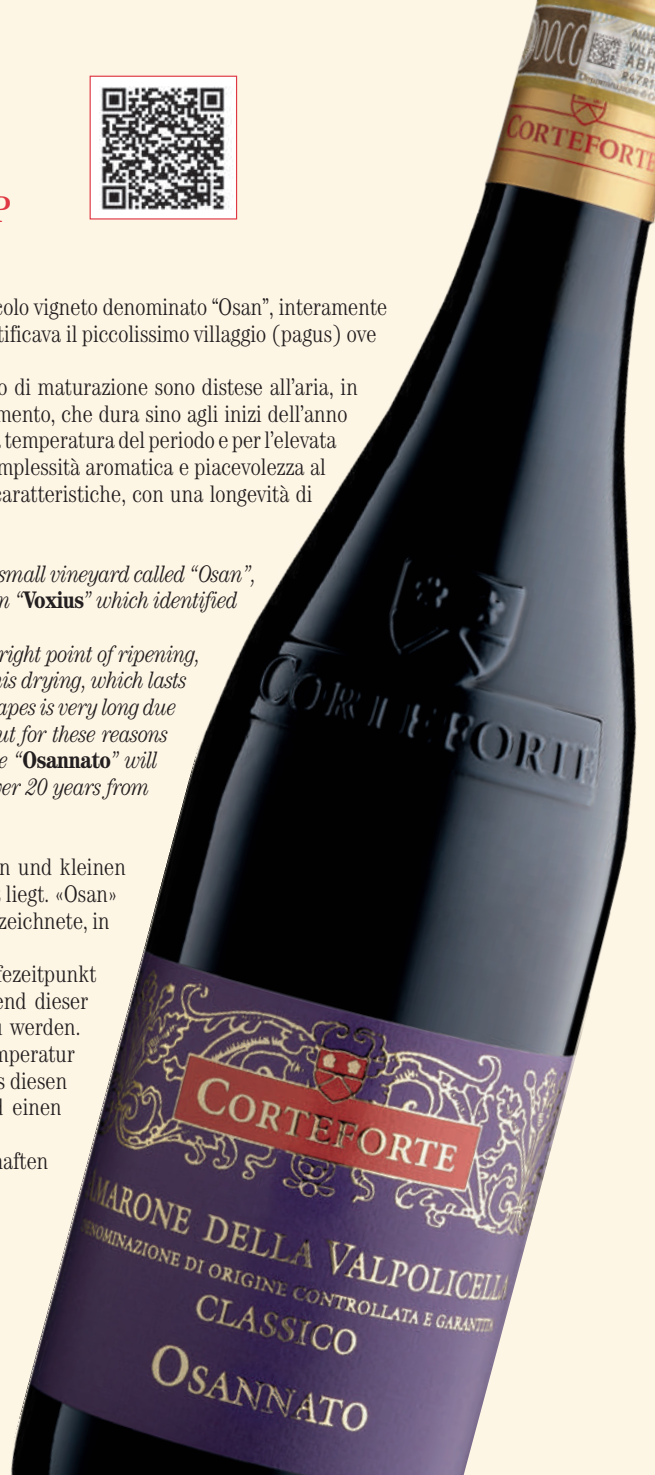 DOCG
ABH
R47R1
CORTEFORTE
P
colo vigneto denominato “Osan”, interamente
tificava il piccolissimo villaggio (pagus) ove
o di maturazione sono distese all’aria, in
mento, che dura sino agli inizi dell’anno
temperatura del periodo e per l’elevata
mplessità aromatica e piacevolezza al
caratteristiche, con una longevità di
small vineyard called “Osan”,
n “Voxius” which identified
right point of ripening,
his drying, which lasts
apes is very long due
ut for these reasons
e “Osannato” will
ver 20 years from
CORTEFORTE
n und kleinen
liegt. «Osan»
zeichnete, in
fezeitpunkt
end dieser
u werden.
mperatur
s diesen
d einen
haften
CORTEFORTE
AMARONE DELLA VALPOLICELLA
DENOMINAZIONE DI ORIGINE CONTROLLATA E GARANTITA
CLASSICO
OSANNATO